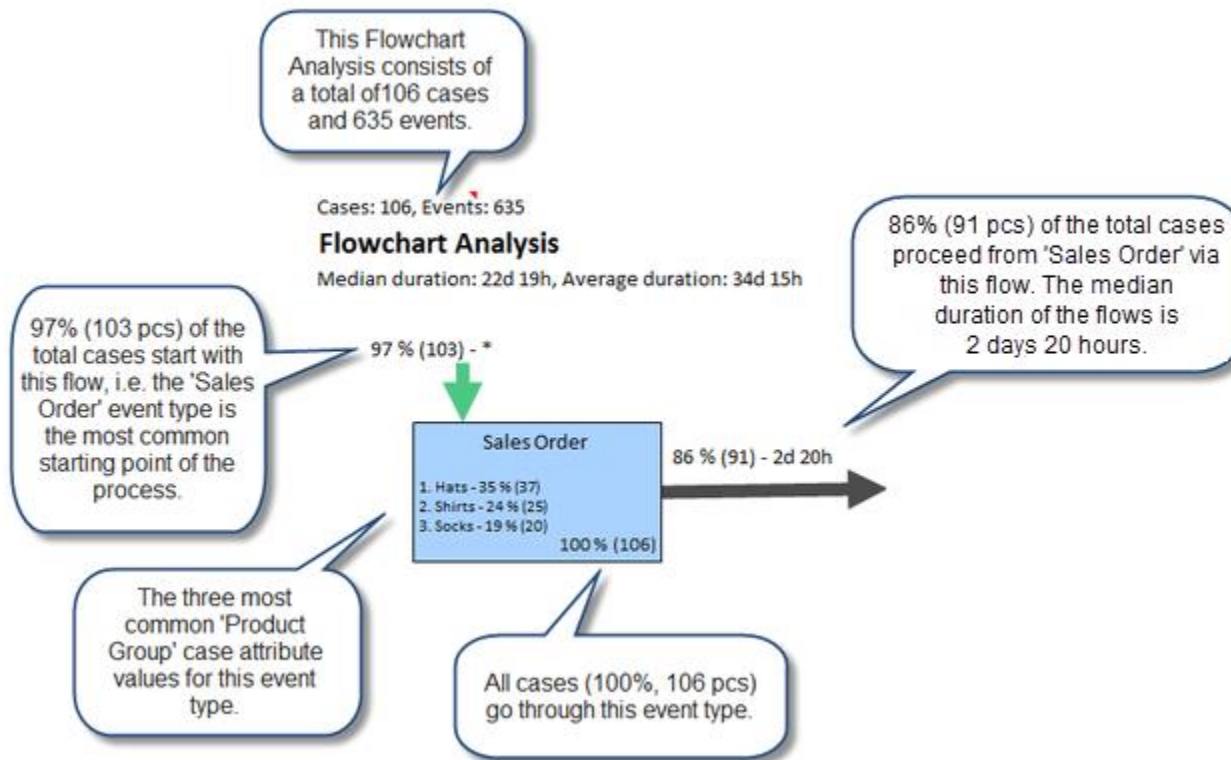 This Flowchart
Analysis consists of
a total of106 cases
and 635 events.
Cases: 106, Events: 635
Flowchart Analysis
Median duration: 22d 19h, Average duration: 34d 15h
86% (91 pcs) of the total cases
proceed from 'Sales Order' via
this flow. The median
duration of the flows is
2 days 20 hours.
97% (103 pcs) of the
total cases start with
this flow, i.e. the 'Sales
Order' event type is
the most common
starting point of the
process.
97 % (103) - *
Sales Order
1. Hats - 35 % (37)
2. Shirts - 24 % (25)
3. Socks - 19 % (20)
100 % (106)
86 % (91) - 2d 20h
The three most
common 'Product
Group' case attribute
values for this event
type.
All cases (100%, 106 pcs)
go through this event type.